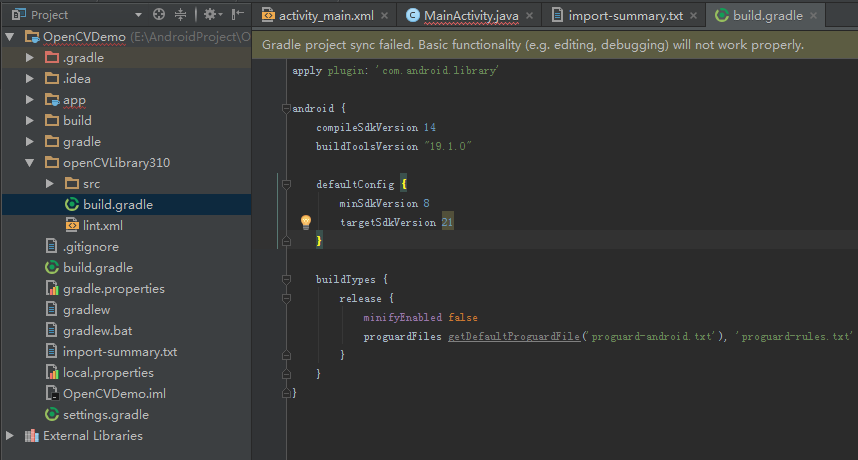 Project
activity_main.xml
MainActivity.java
import-summary.txt
build.gradle
OpenCVDemo (E:\AndroidProject\O
.gradle
.idea
app
build
gradle
openCVLibrary310
src
build.gradle
lint.xml
.gitignore
build.gradle
gradle.properties
gradlew
gradlew.bat
import-summary.txt
local.properties
OpenCVDemo.iml
settings.gradle
External Libraries
Gradle project sync failed. Basic functionality (e.g. editing, debugging) will not work properly.
apply plugin: 'com.android.library'
android {
compileSdkVersion 14
buildToolsVersion "19.1.0"
defaultConfig {
minSdkVersion 8
targetSdkVersion 21
}
buildTypes {
release {
minifyEnabled false
proguardFiles getDefaultProguardFile('proguard-android.txt'), 'proguard-rules.txt'
}
}
}